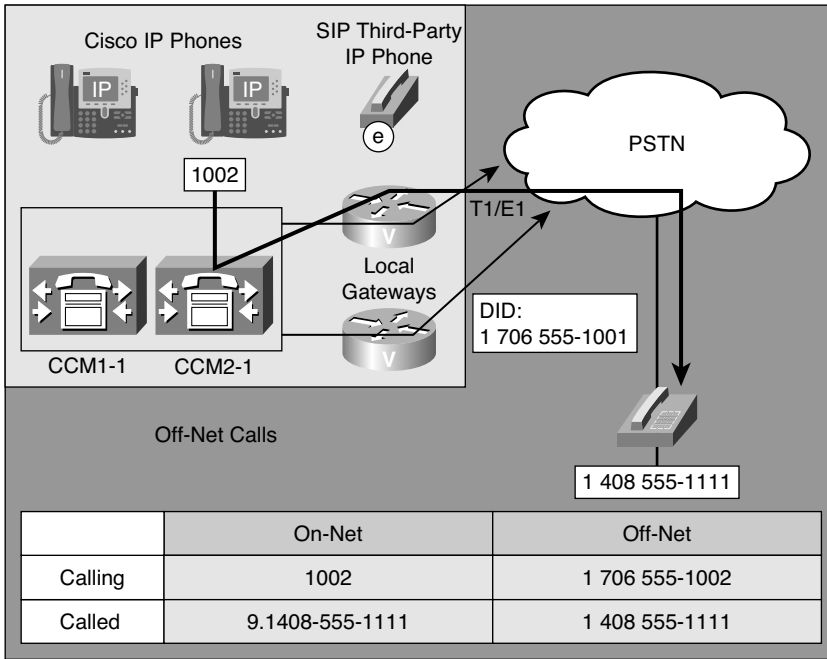 Cisco IP Phones
SIP Third-Party
IP Phone
IP
IP
e
PSTN
1002
T1/E1
V
Local
Gateways
V
DID:
1 706 555-1001
CCM1-1
CCM2-1
Off-Net Calls
1 408 555-1111
On-Net
Off-Net
Calling
1002
1 706 555-1002
Called
9.1408-555-1111
1 408 555-1111